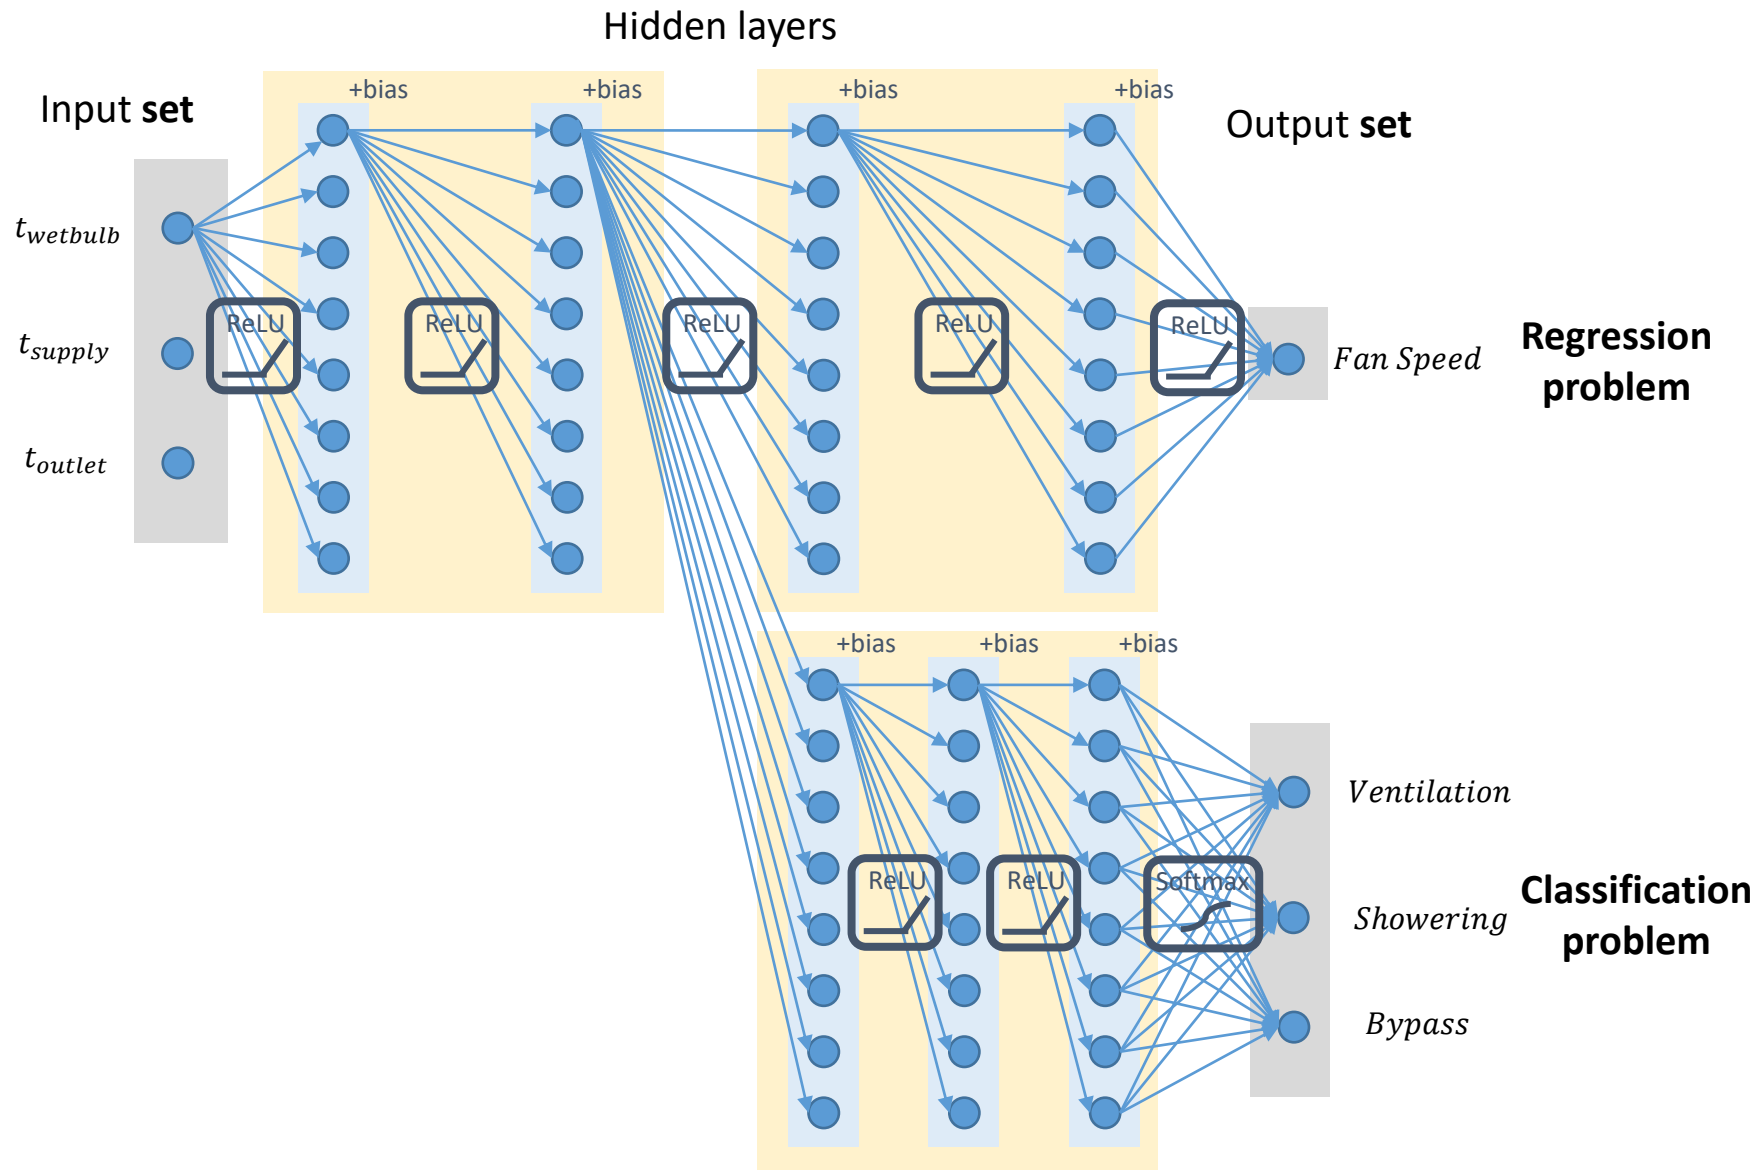 Hidden layers
+bias
+bias
+bias
+bias
Input set
Output set
t_wetbulb
t_supply
t_outlet
ReLU
ReLU
ReLU
ReLU
ReLU
Fan Speed
Regression
problem
+bias
+bias
+bias
ReLU
ReLU
Softmax
Ventilation
Showering
Bypass
Classification
problem